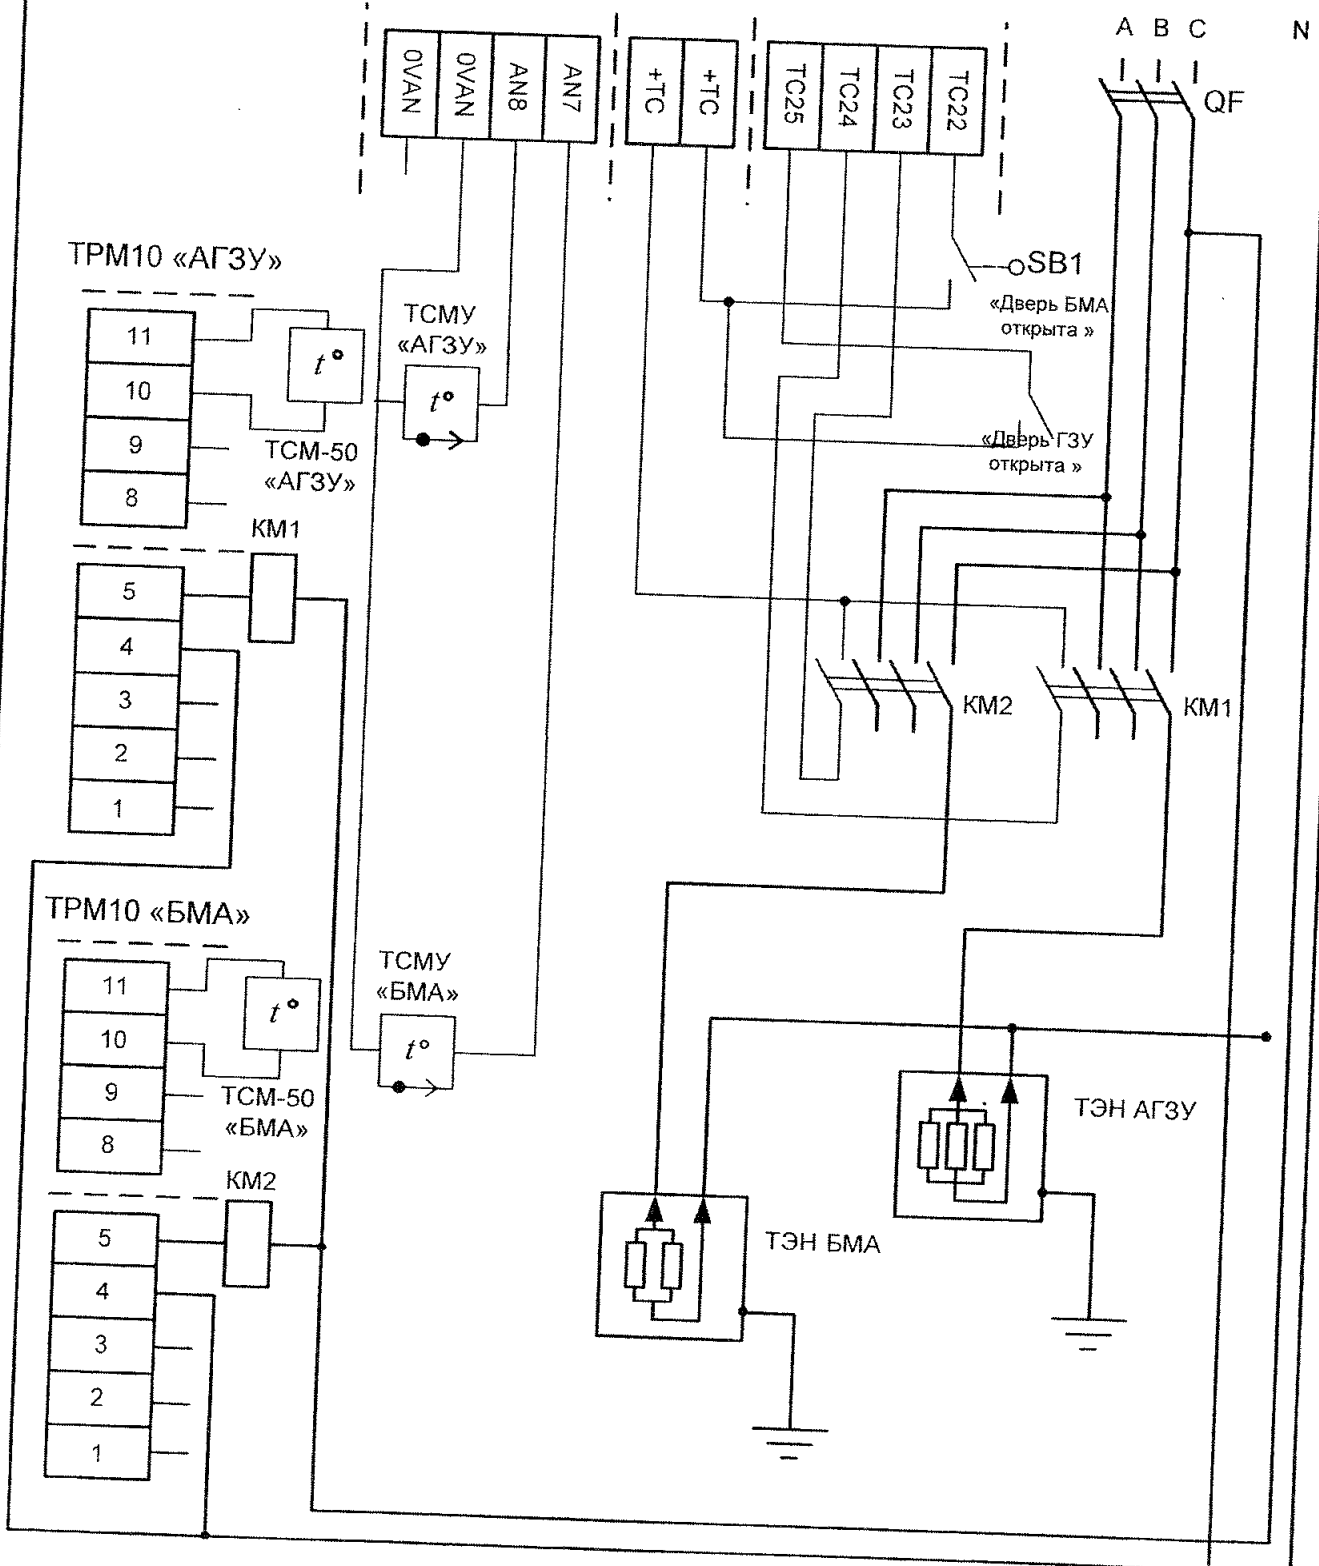 A B C N
QF
0VAN 0VAN AN8 AN7
+TC +TC
TC25 TC24 TC23 TC22
ТРМ10 «АГЗУ»
11
10
9
8
t°
ТСМ-50
«АГЗУ»
ТСМУ
«АГЗУ»
t°
SB1
«Дверь БМА
открыта »
«Дверь ГЗУ
открыта »
КМ1
5
4
3
2
1
КМ2
КМ1
ТРМ10 «БМА»
11
10
9
8
t°
ТСМ-50
«БМА»
ТСМУ
«БМА»
t°
ТЭН АГЗУ
ТЭН БМА
КМ2
5
4
3
2
1